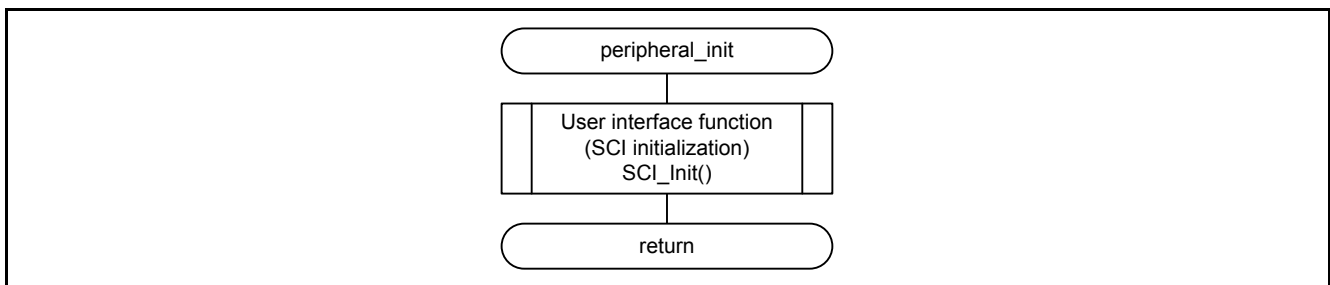 peripheral_init
User interface function
(SCI initialization)
SCI_Init()
return